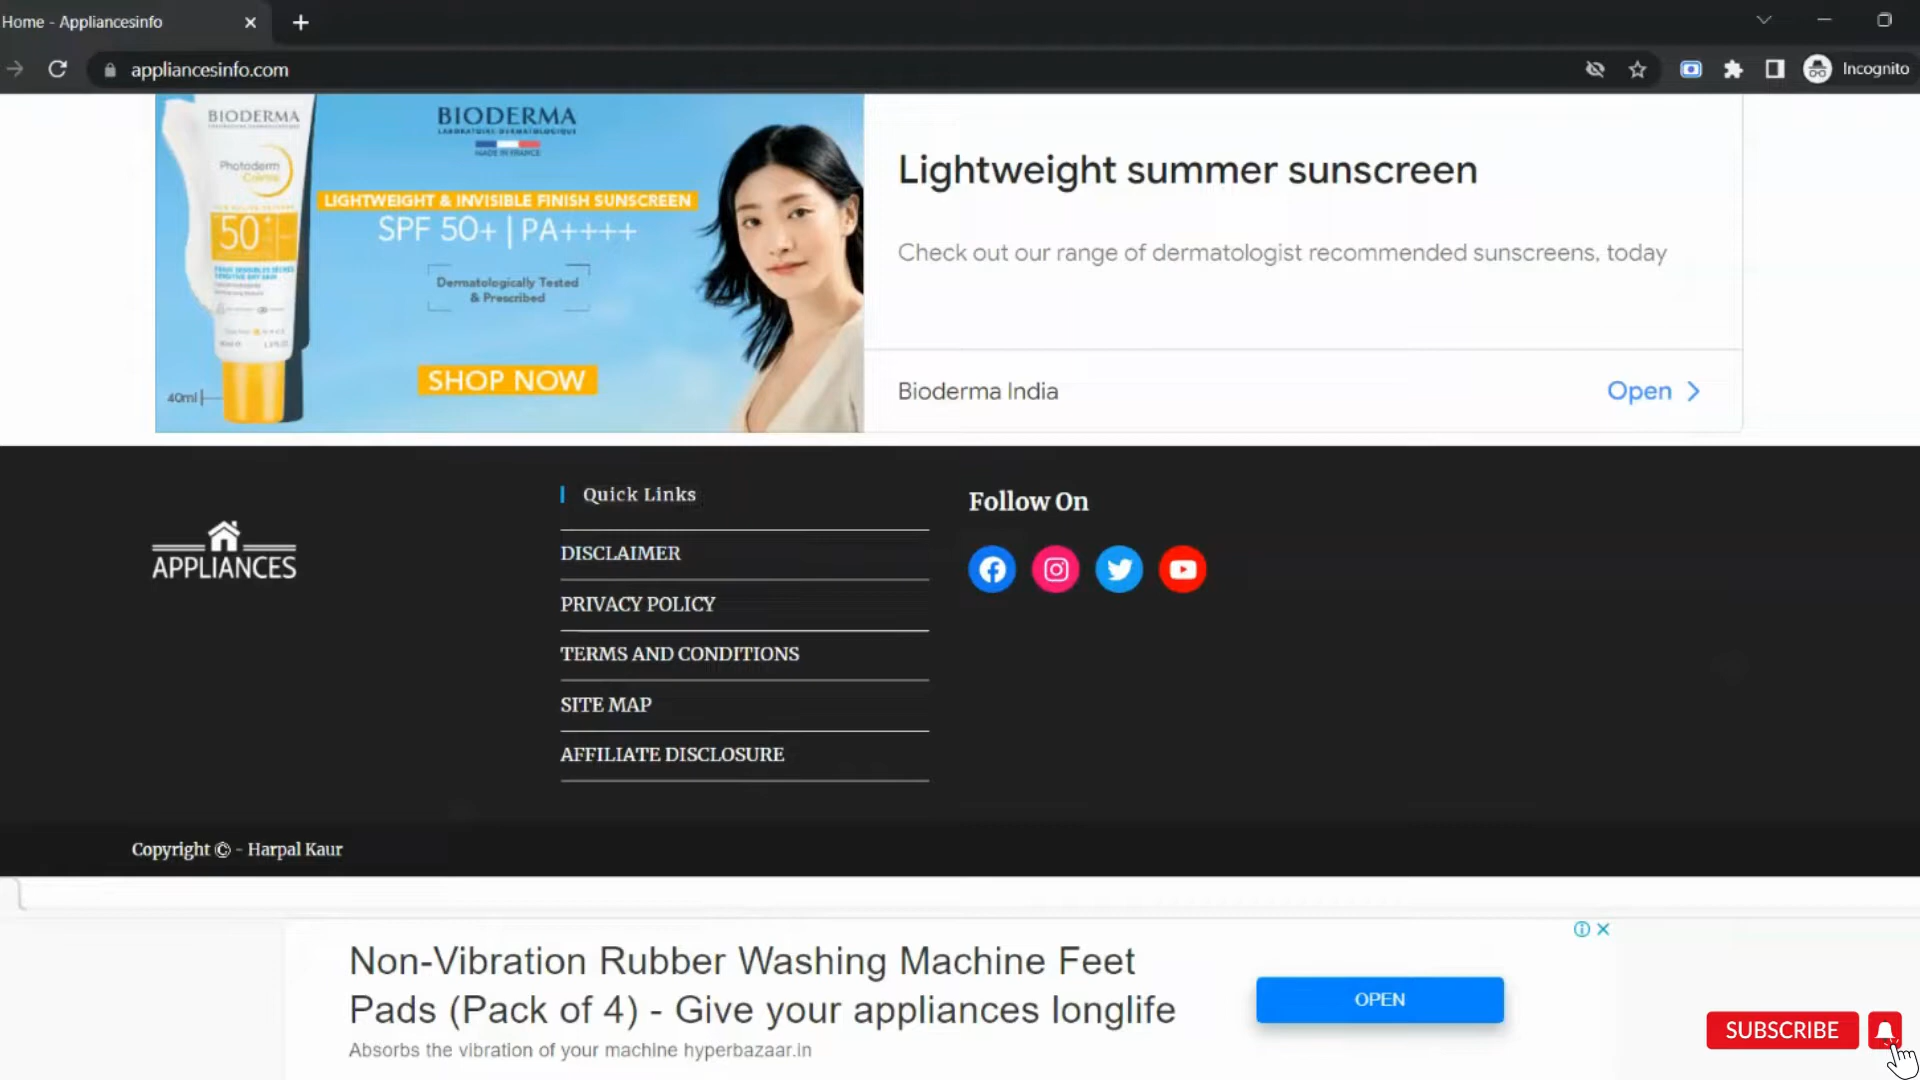 Home - Appliancesinfo
appliancesinfo.com
Incognito
BIODERMA
Photoderm
50+
40ml
BIODERMA
LABORATOIRE DERMATOLOGIQUE
MADE IN FRANCE
LIGHTWEIGHT & INVISIBLE FINISH SUNSCREEN
SPF 50+ | PA++++
Dermatologically Tested
& Prescribed
SHOP NOW
Lightweight summer sunscreen
Check out our range of dermatologist recommended sunscreens, today
Bioderma India
Open
APPLIANCES
Quick Links
DISCLAIMER
PRIVACY POLICY
TERMS AND CONDITIONS
SITE MAP
AFFILIATE DISCLOSURE
Follow On
Copyright © - Harpal Kaur
Non-Vibration Rubber Washing Machine Feet
Pads (Pack of 4) - Give your appliances longlife
Absorbs the vibration of your machine hyperbazaar.in
OPEN
SUBSCRIBE